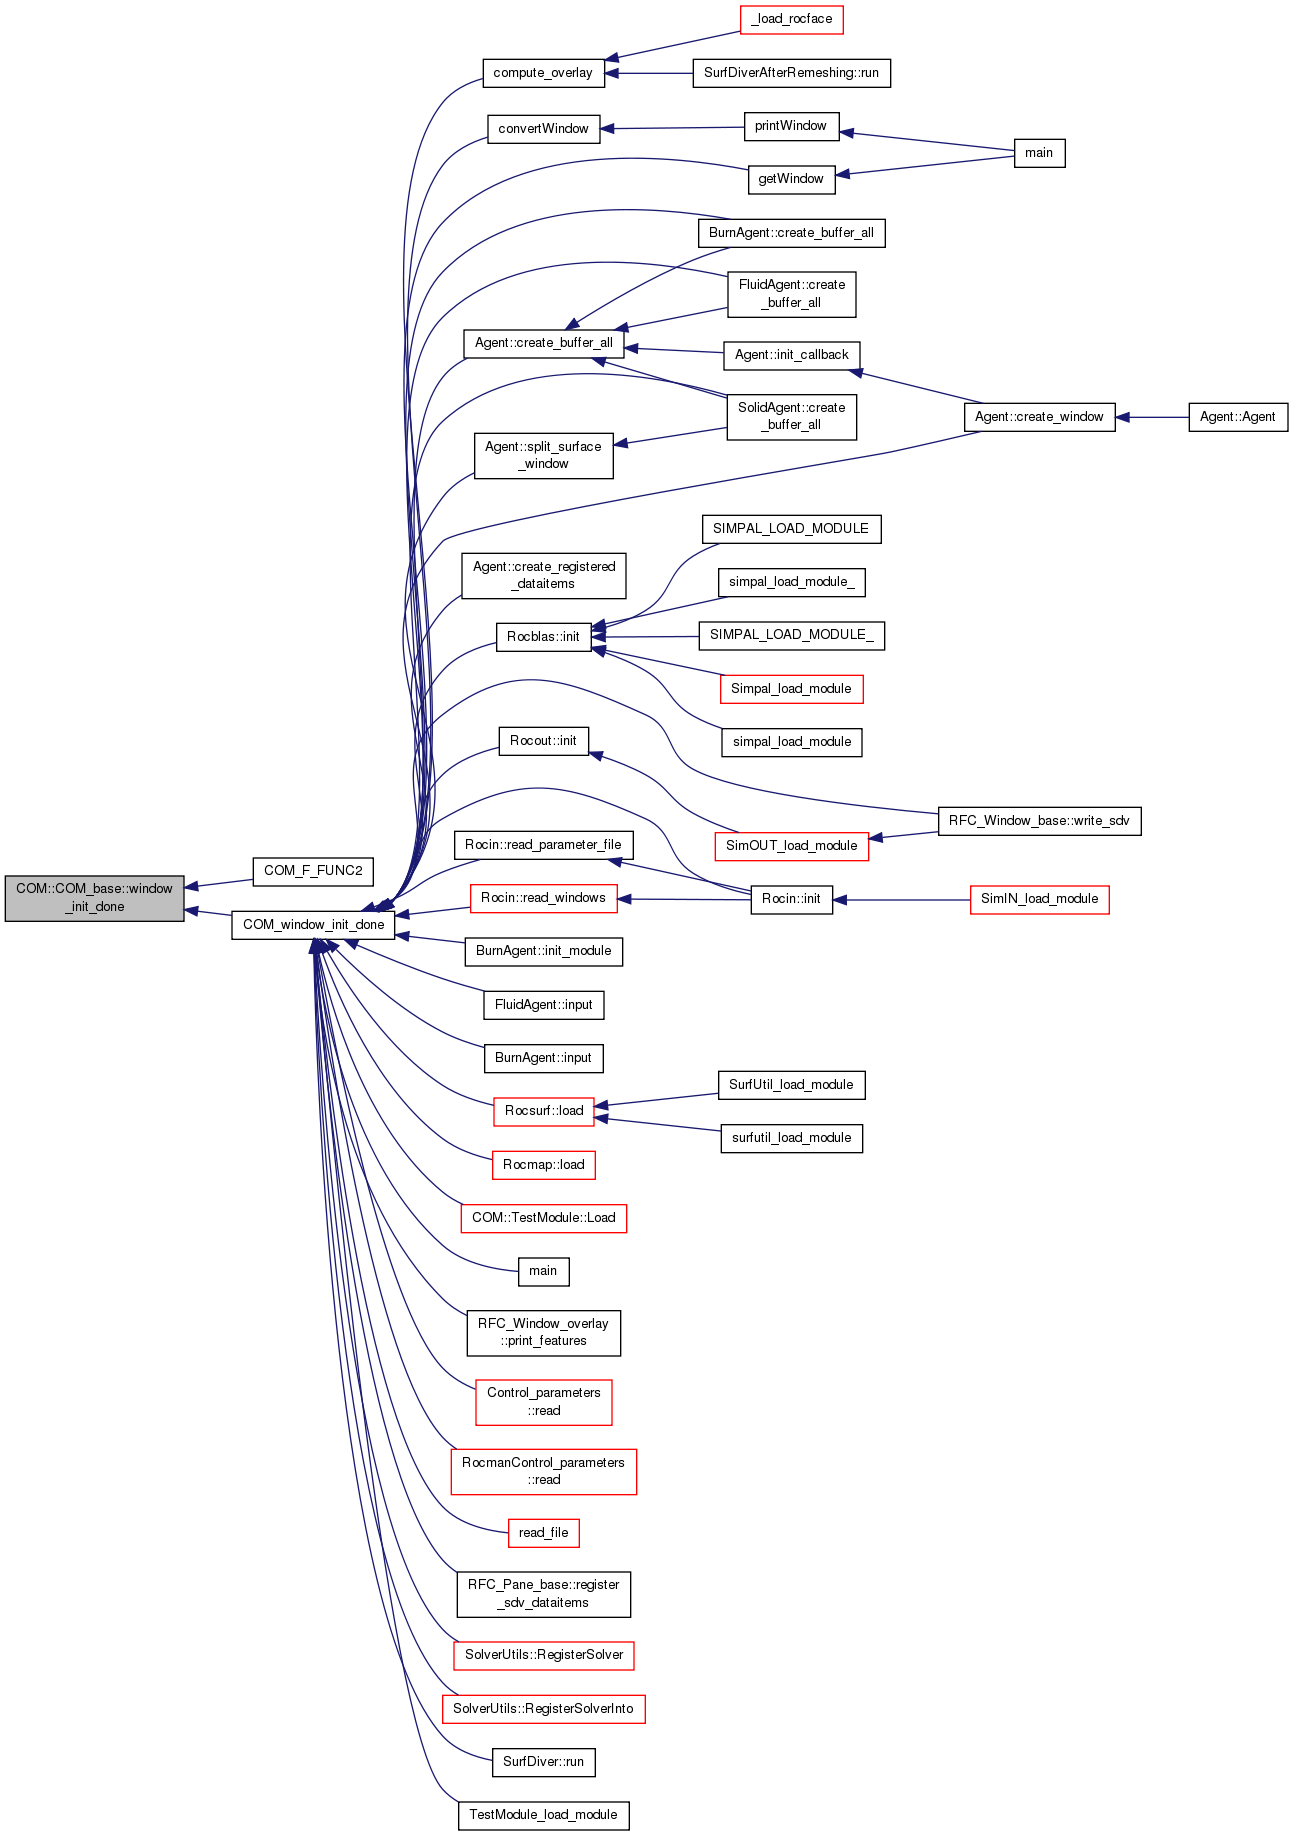 _load_rocface
compute_overlay
SurfDiverAfterRemeshing::run
convertWindow
printWindow
main
getWindow
BurnAgent::create_buffer_all
FluidAgent::create
_buffer_all
Agent::create_buffer_all
Agent::init_callback
SolidAgent::create
_buffer_all
Agent::create_window
Agent::Agent
Agent::split_surface
_window
SIMPAL_LOAD_MODULE
Agent::create_registered
_dataitems
simpal_load_module_
Rocblas::init
SIMPAL_LOAD_MODULE_
Simpal_load_module
Rocout::init
simpal_load_module
RFC_Window_base::write_sdv
Rocin::read_parameter_file
SimOUT_load_module
COM_F_FUNC2
COM::COM_base::window
_init_done
Rocin::read_windows
Rocin::init
SimIN_load_module
COM_window_init_done
BurnAgent::init_module
FluidAgent::input
BurnAgent::input
SurfUtil_load_module
Rocsurf::load
surfutil_load_module
Rocmap::load
COM::TestModule::Load
main
RFC_Window_overlay
::print_features
Control_parameters
::read
RocmanControl_parameters
::read
read_file
RFC_Pane_base::register
_sdv_dataitems
SolverUtils::RegisterSolver
SolverUtils::RegisterSolverInto
SurfDiver::run
TestModule_load_module